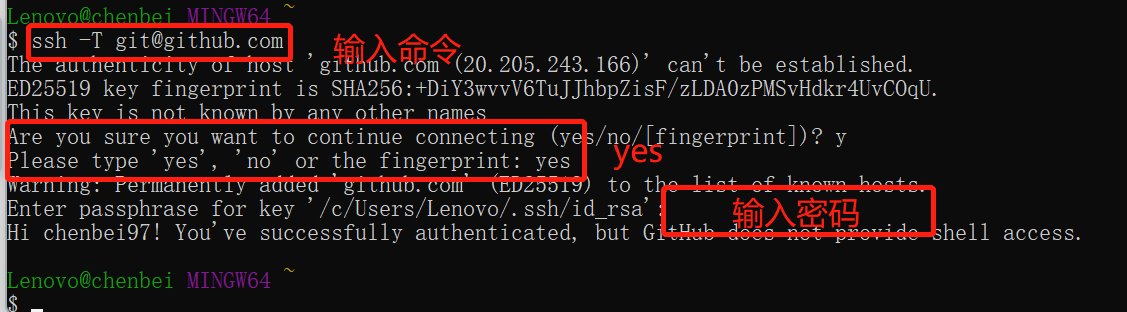 Lenovo@chenbei MINGW64 ~
$ ssh -T git@github.com 输入命令
The authenticity of host 'github.com (20.205.243.166)' can't be established.
ED25519 key fingerprint is SHA256:+DiY3wvvV6TuJJhbpZisF/zLDA0zPMSvHdkr4UvCOqU.
This key is not known by any other names
Are you sure you want to continue connecting (yes/no/[fingerprint])? y
Please type 'yes', 'no' or the fingerprint: yes yes
Warning: Permanently added 'github.com' (ED25519) to the list of known hosts.
Enter passphrase for key '/c/Users/Lenovo/.ssh/id_rsa': 输入密码
Hi chenbei97! You've successfully authenticated, but GitHub does not provide shell access.
Lenovo@chenbei MINGW64 ~
$